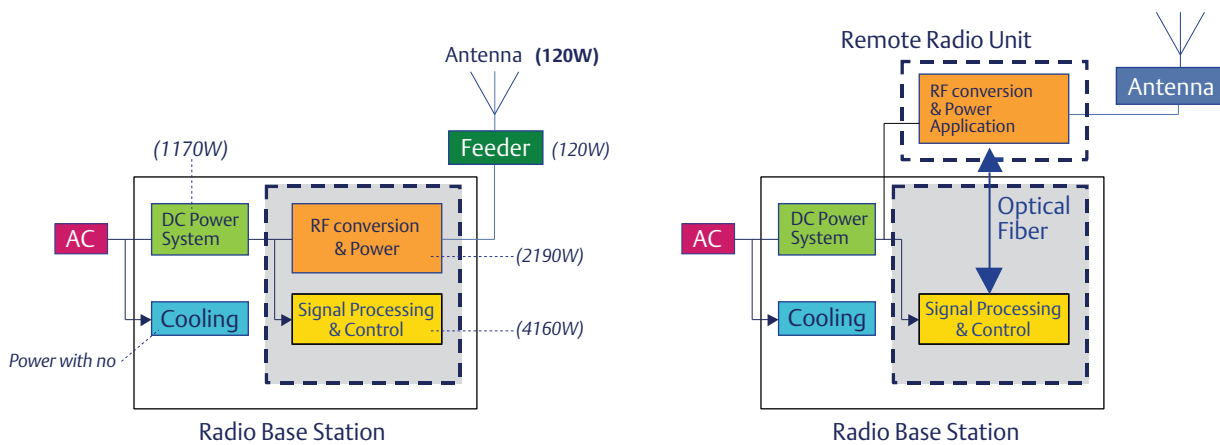 Antenna (120W)
Feeder
(120W)
(1170W)
AC
DC Power
System
RF conversion
& Power
(2190W)
Cooling
Signal Processing
& Control
(4160W)
Power with no
Radio Base Station
Remote Radio Unit
RF conversion
& Power
Application
Antenna
AC
DC Power
System
Optical
Fiber
Cooling
Signal Processing
& Control
Radio Base Station